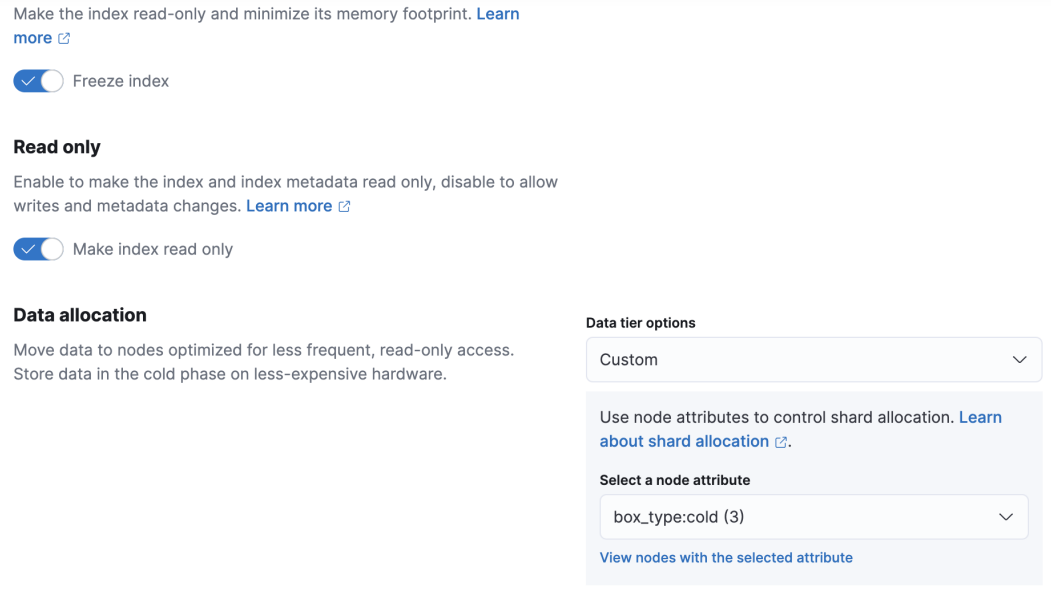 Make the index read-only and minimize its memory footprint. Learn
more
Freeze index
Read only
Enable to make the index and index metadata read only, disable to allow
writes and metadata changes. Learn more
Make index read only
Data allocation
Move data to nodes optimized for less frequent, read-only access.
Store data in the cold phase on less-expensive hardware.
Data tier options
Custom
Use node attributes to control shard allocation. Learn
about shard allocation .
Select a node attribute
box_type:cold (3)
View nodes with the selected attribute